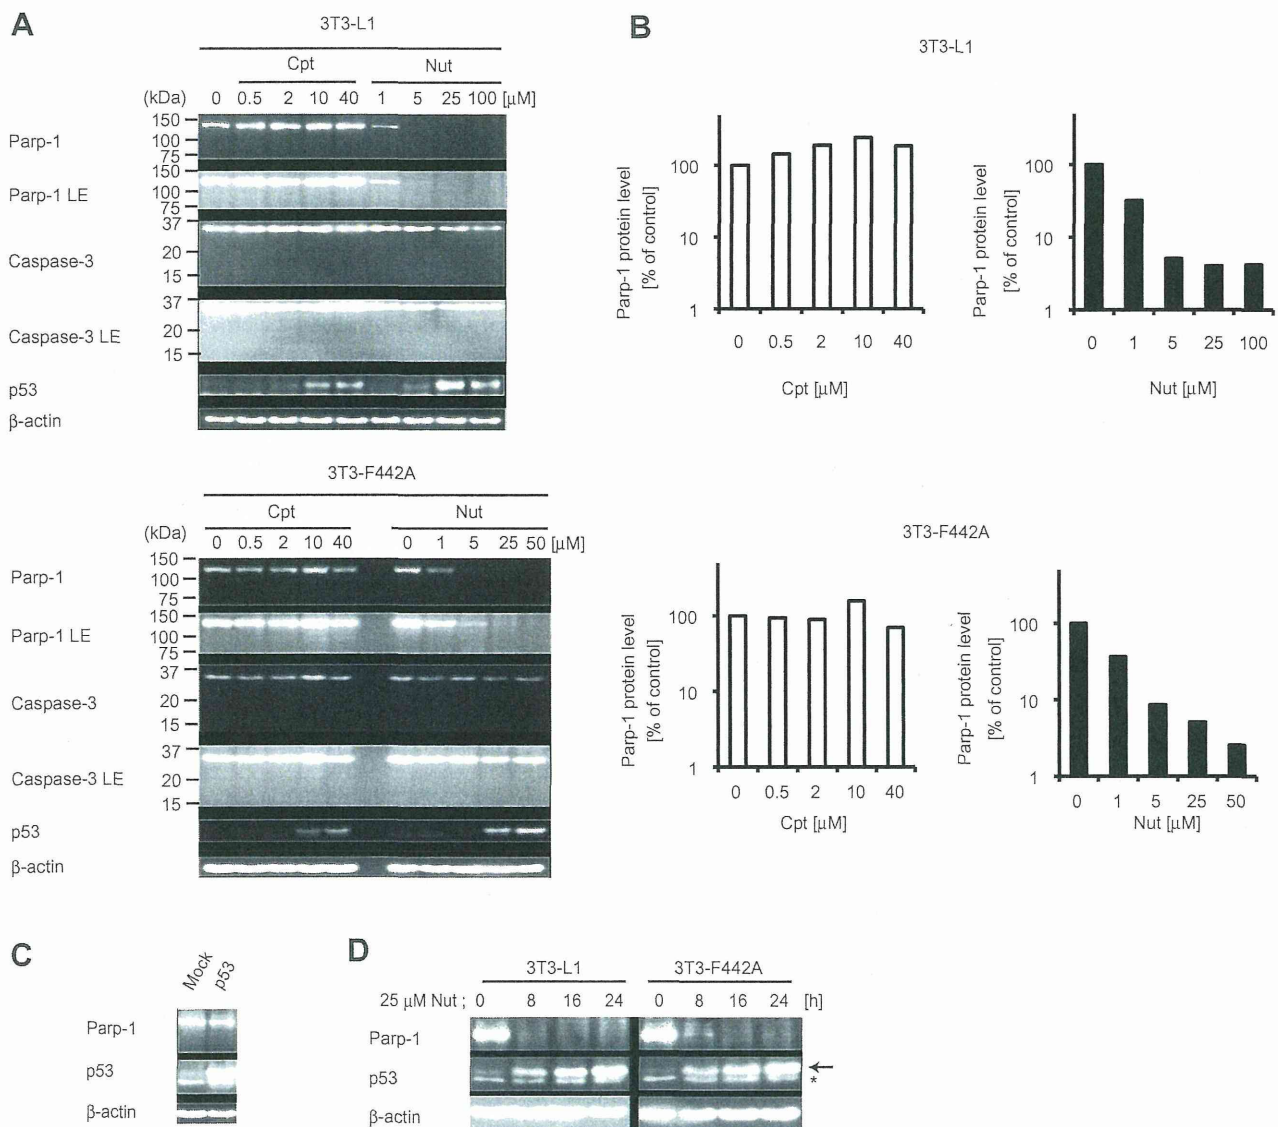 A
3T3-L1
Cpt Nut
(kDa) 0 0.5 2 10 40 1 5 25 100 [μM]
Parp-1
150
100
75
Parp-1 LE
150
100
75
Caspase-3
37
20
15
Caspase-3 LE
37
20
15
p53
β-actin
3T3-F442A
Cpt Nut
(kDa) 0 0.5 2 10 40 0 1 5 25 50 [μM]
Parp-1
150
100
75
Parp-1 LE
150
100
75
Caspase-3
37
20
15
Caspase-3 LE
37
20
15
p53
β-actin
B
3T3-L1
Parp-1 protein level
[% of control]
100
10
1
0 0.5 2 10 40
Cpt [μM]
Parp-1 protein level
[% of control]
100
10
1
0 1 5 25 100
Nut [μM]
3T3-F442A
Parp-1 protein level
[% of control]
100
10
1
0 0.5 2 10 40
Cpt [μM]
Parp-1 protein level
[% of control]
100
10
1
0 1 5 25 50
Nut [μM]
C
Mock p53
Parp-1
p53
β-actin
D
3T3-L1 3T3-F442A
25 μM Nut ; 0 8 16 24 0 8 16 24 [h]
Parp-1
p53
*
β-actin